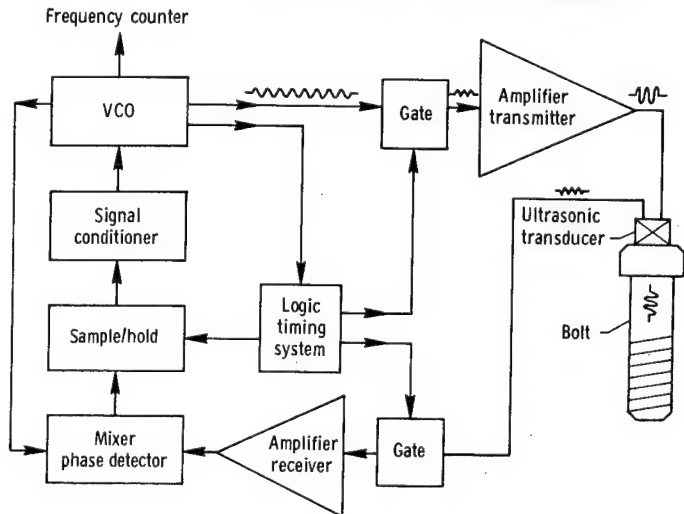 Frequency counter
VCO
Gate
Amplifier
transmitter
Signal
conditioner
Ultrasonic
transducer
Logic
timing
system
Sample/hold
Bolt
Mixer
phase detector
Amplifier
receiver
Gate